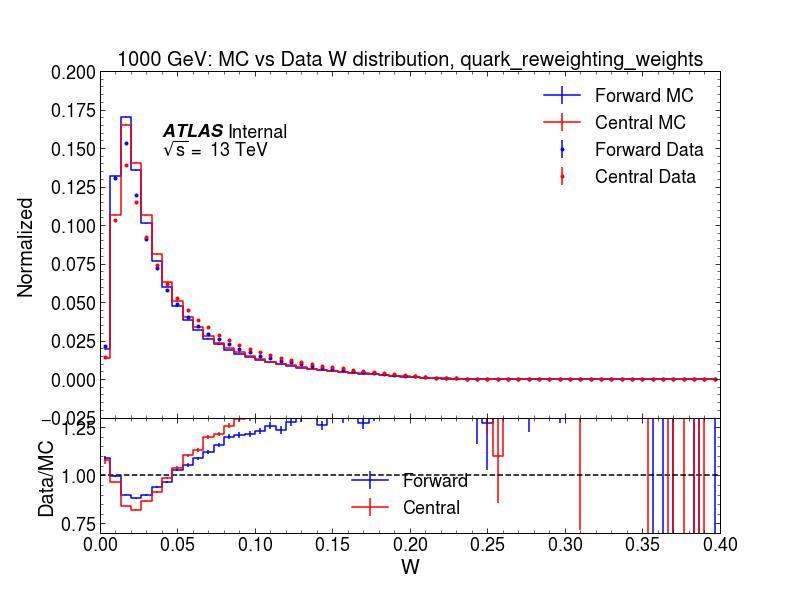 1000 GeV: MC vs Data W distribution, quark_reweighting_weights
0.200
0.175
0.150
0.125
0.100
0.075
0.050
0.025
0.000
−0.025
Normalized
ATLAS Internal
√s = 13 TeV
Forward MC
Central MC
Forward Data
Central Data
1.25
1.00
0.75
Data/MC
Forward
Central
0.00 0.05 0.10 0.15 0.20 0.25 0.30 0.35 0.40
W